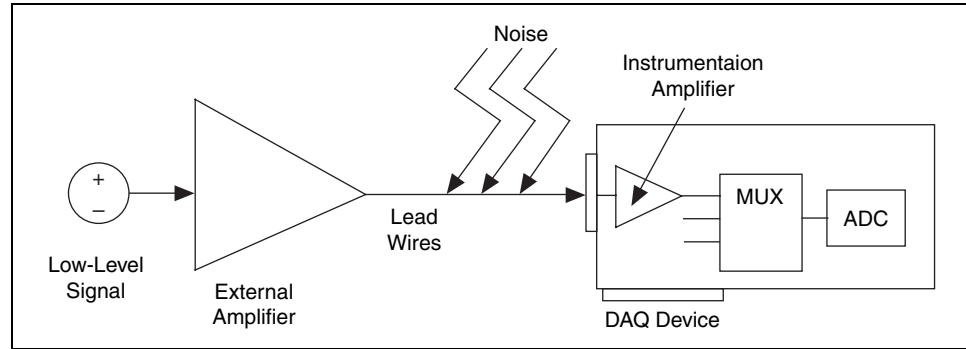 Noise
Instrumentaion
Amplifier
+
–
MUX
ADC
Lead
Wires
Low-Level
Signal
External
Amplifier
DAQ Device